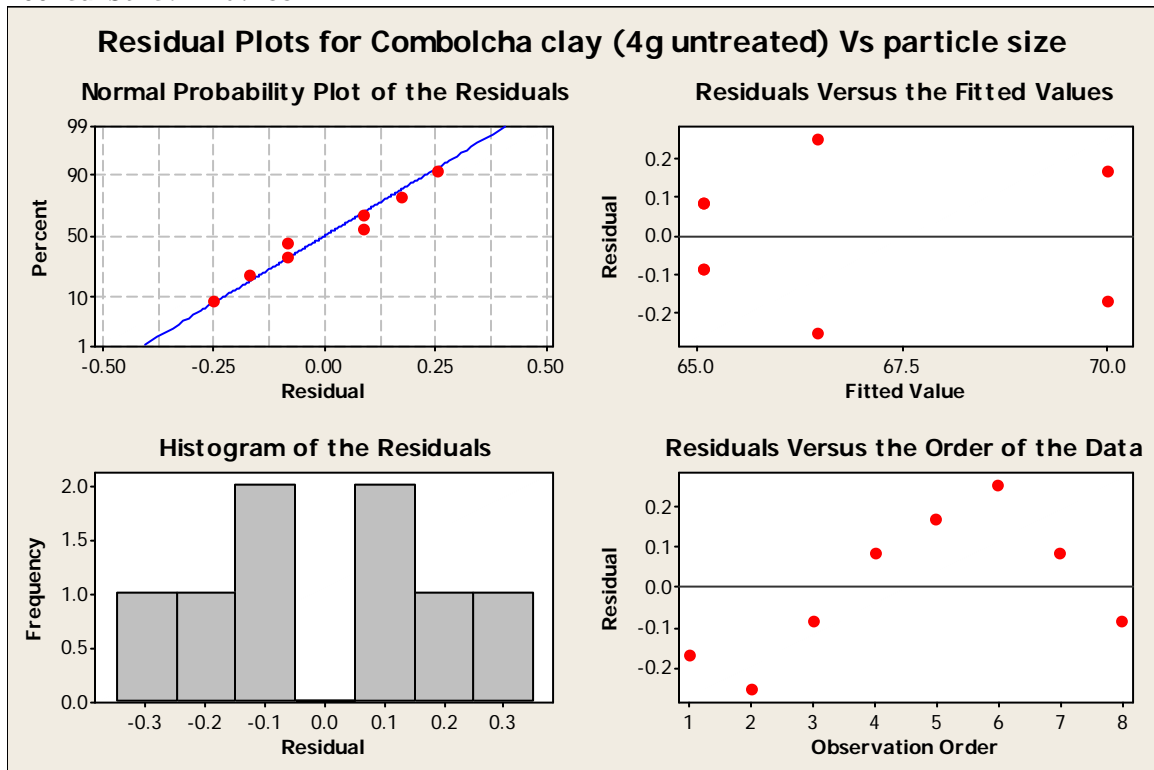 Residual Plots for Combolcha clay (4g untreated) Vs particle size
Normal Probability Plot of the Residuals
99
90
50
10
1
Percent
-0.50 -0.25 0.00 0.25 0.50
Residual
Residuals Versus the Fitted Values
0.2
0.1
0.0
-0.1
-0.2
Residual
65.0 67.5 70.0
Fitted Value
Histogram of the Residuals
2.0
1.5
1.0
0.5
0.0
Frequency
-0.3 -0.2 -0.1 0.0 0.1 0.2 0.3
Residual
Residuals Versus the Order of the Data
0.2
0.1
0.0
-0.1
-0.2
Residual
1 2 3 4 5 6 7 8
Observation Order